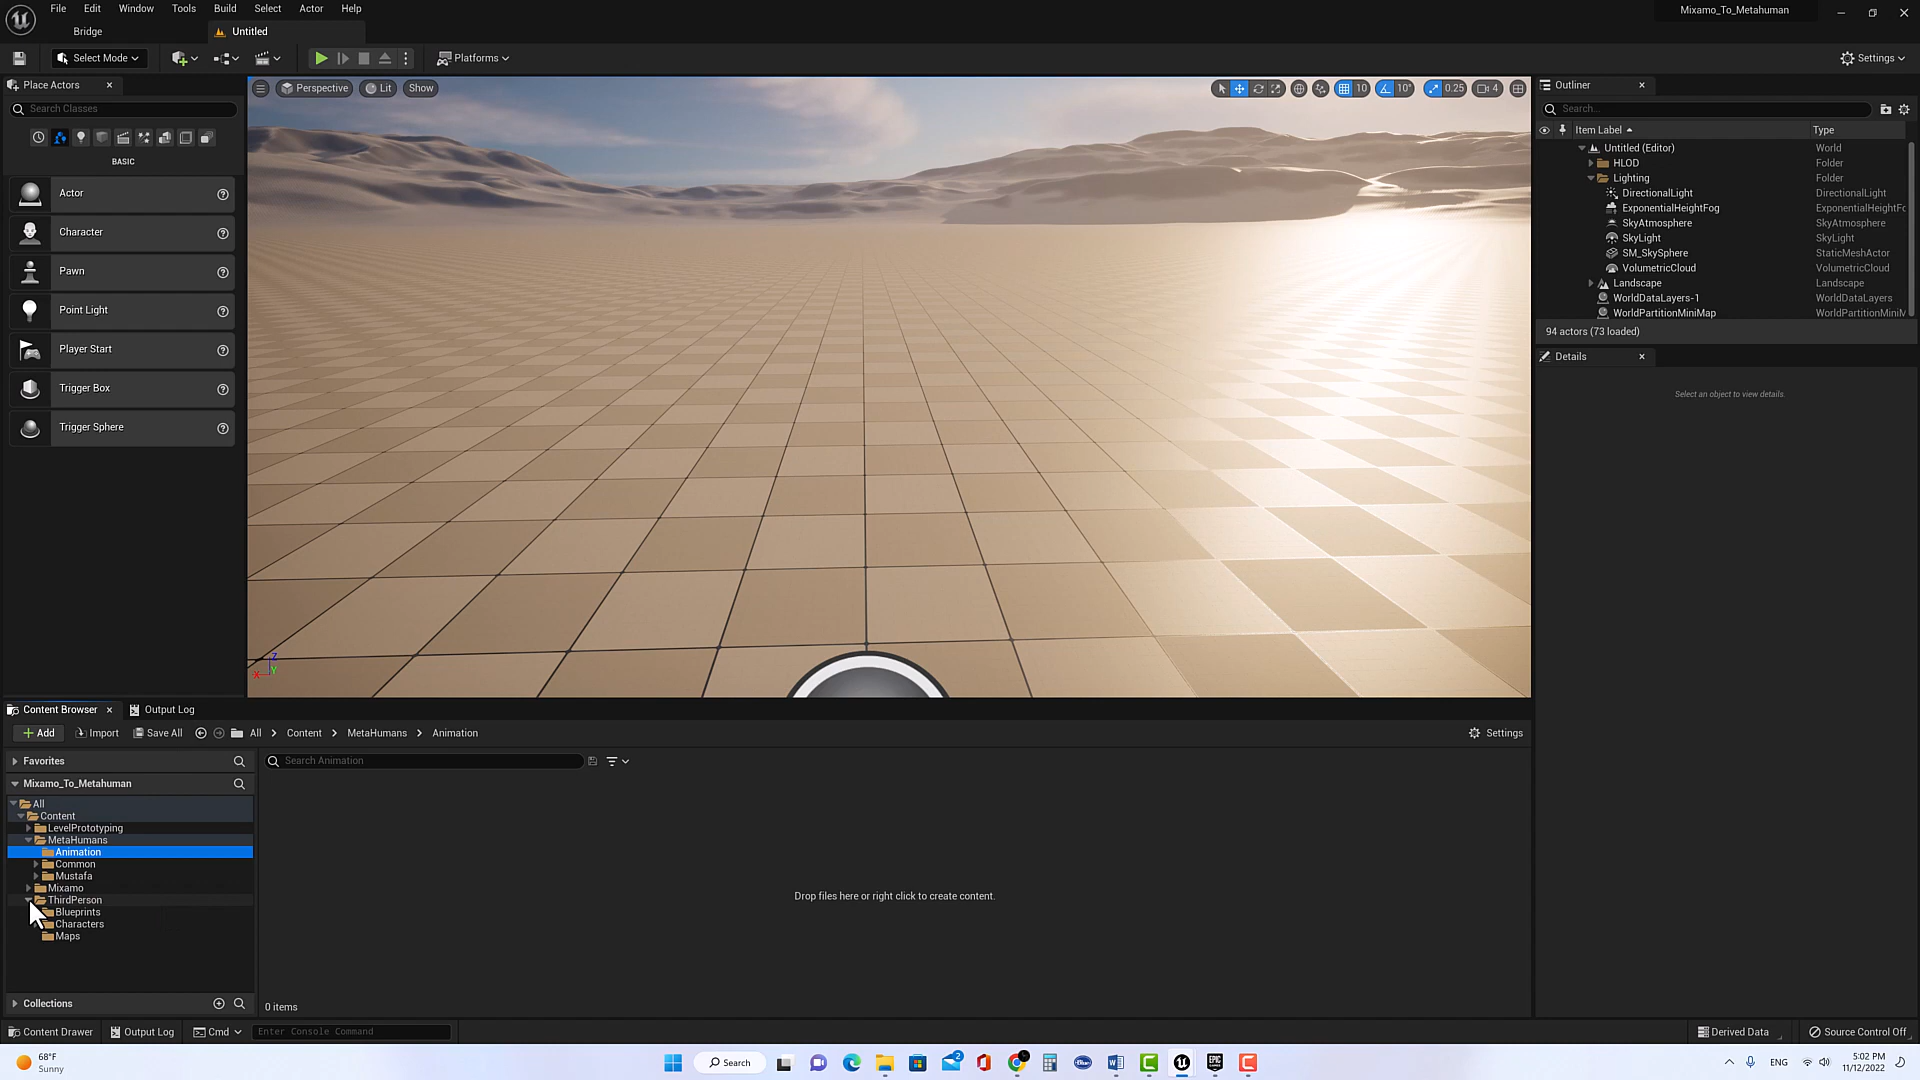 File Edit Window Tools Build Select Actor Help
Mixamo_To_Metahuman
Bridge
Untitled
Select Mode
Platforms
Settings
Place Actors
Search Classes
BASIC
Actor
Character
Pawn
Point Light
Player Start
Trigger Box
Trigger Sphere
Perspective
Lit
Show
10
10°
0.25
4
X
Y
Z
Outliner
Search...
Item Label
Type
Untitled (Editor) World
HLOD Folder
Lighting Folder
DirectionalLight DirectionalLight
ExponentialHeightFog ExponentialHeightFo
SkyAtmosphere SkyAtmosphere
SkyLight SkyLight
SM_SkySphere StaticMeshActor
VolumetricCloud VolumetricCloud
Landscape Landscape
WorldDataLayers-1 WorldDataLayers
WorldPartitionMiniMap WorldPartitionMiniM
94 actors (73 loaded)
Details
Select an object to view details.
Content Browser
Output Log
Add
Import
Save All
All
Content
MetaHumans
Animation
Settings
Favorites
Search Animation
Mixamo_To_Metahuman
All
Content
LevelPrototyping
MetaHumans
Animation
Common
Mustafa
Mixamo
ThirdPerson
Blueprints
Characters
Maps
Drop files here or right click to create content.
Collections
0 items
Content Drawer
Output Log
Cmd
Enter Console Command
Derived Data
Source Control Off
68°F
Sunny
Search
2
ENG
5:02 PM
11/12/2022